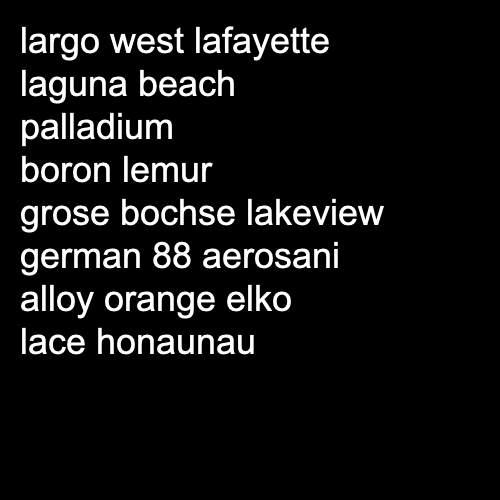 largo west lafayette
laguna beach
palladium
boron lemur
grose bochse lakeview
german 88 aerosani
alloy orange elko
lace honaunau